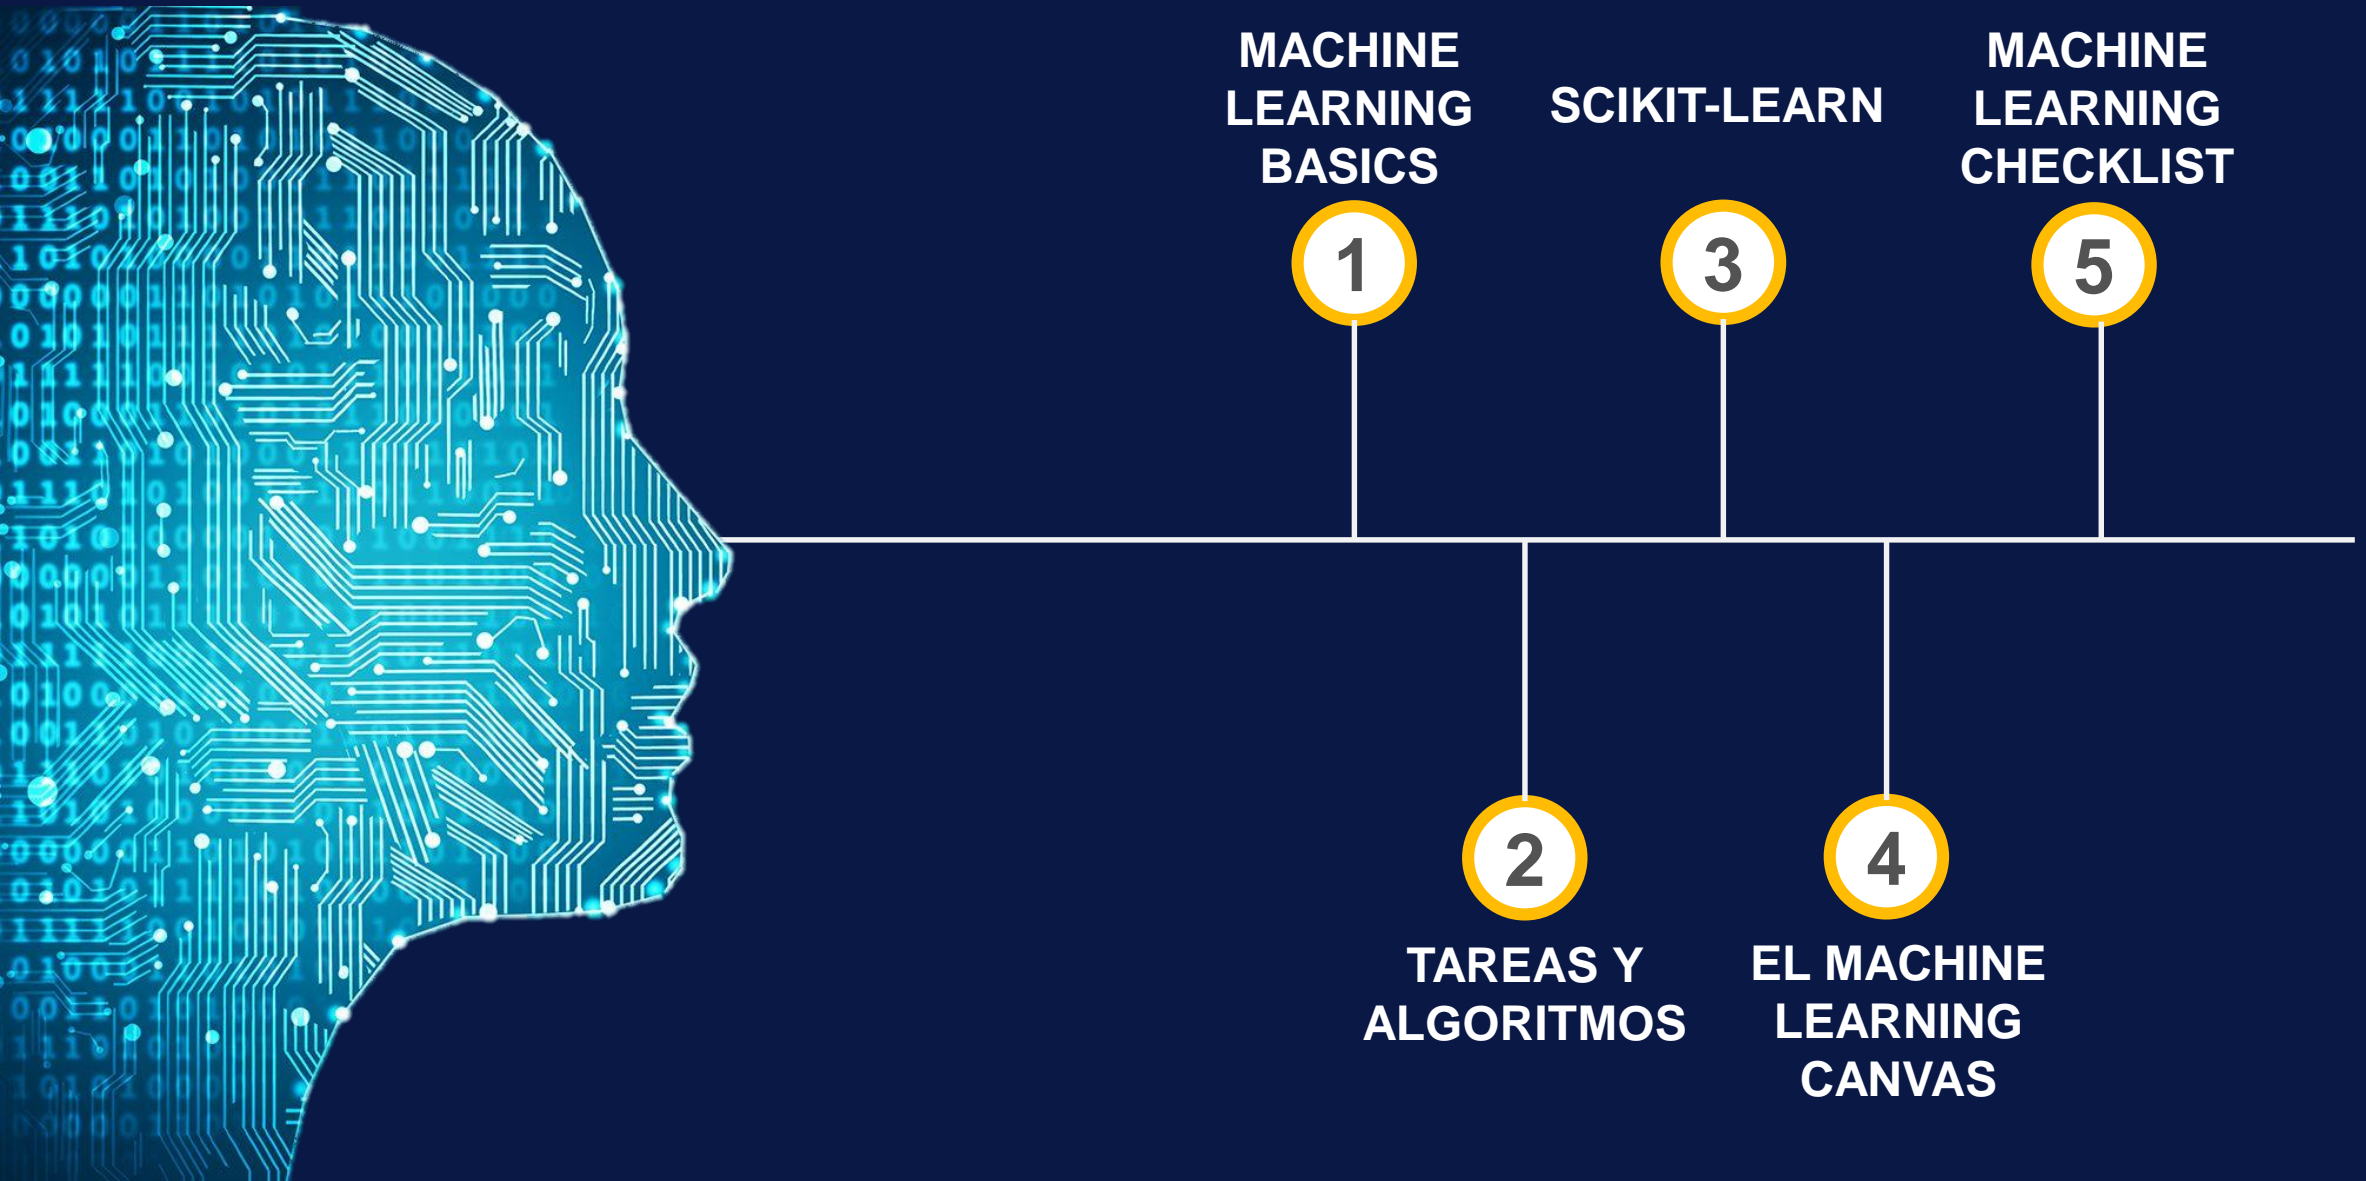 MACHINE
LEARNING
BASICS
1
TAREAS Y
ALGORITMOS
2
SCIKIT-LEARN
3
EL MACHINE
LEARNING
CANVAS
4
MACHINE
LEARNING
CHECKLIST
5